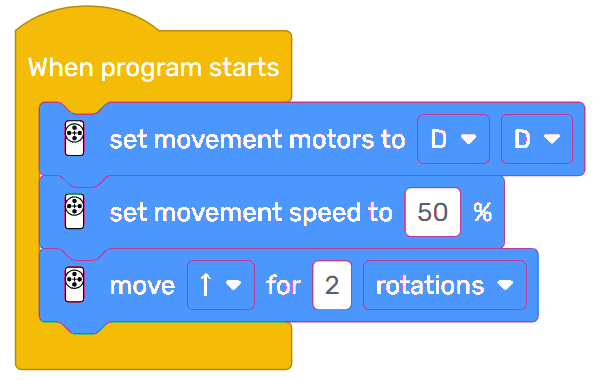 When program starts
set movement motors to D D
set movement speed to 50 %
move ↑ for 2 rotations